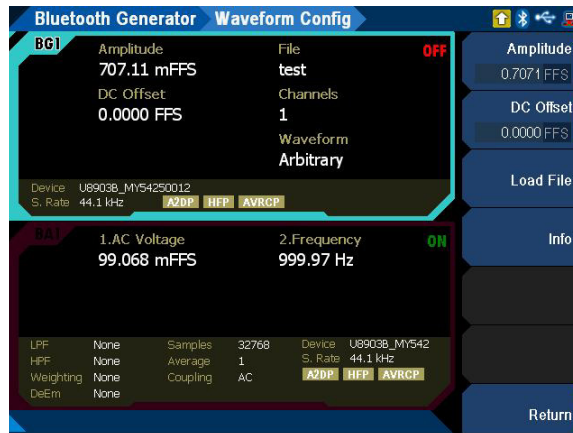 Bluetooth Generator Waveform Config
BG1
Amplitude
707.11 mFFS
DC Offset
0.0000 FFS
File
test
Channels
1
Waveform
Arbitrary
OFF
Device U8903B_MY54250012
S. Rate 44.1 kHz A2DP HFP AVRCP
BA1
1.AC Voltage
99.068 mFFS
2.Frequency
999.97 Hz
ON
LPF None Samples 32768 Device U8903B_MY542
HPF None Average 1 S. Rate 44.1 kHz
Weighting None Coupling AC A2DP HFP AVRCP
DeEm None
Amplitude
0.7071 FFS
DC Offset
0.0000 FFS
Load File
Info
Return